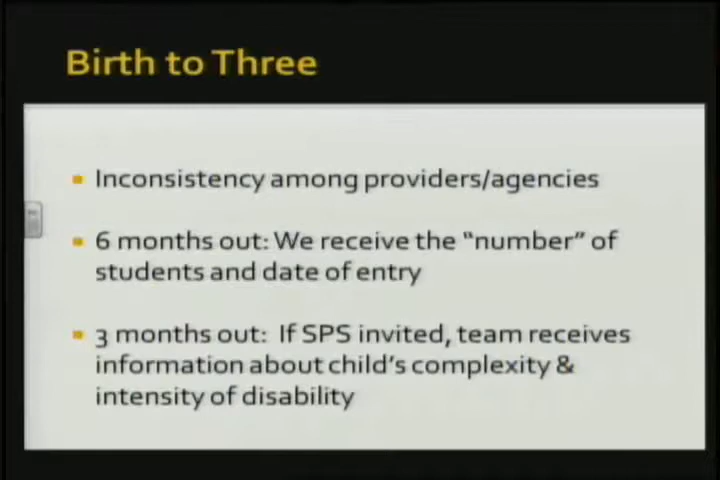 Birth to Three
Inconsistency among providers/agencies
6 months out: We receive the “number” of
students and date of entry
3 months out: If SPS invited, team receives
information about child’s complexity &
intensity of disability